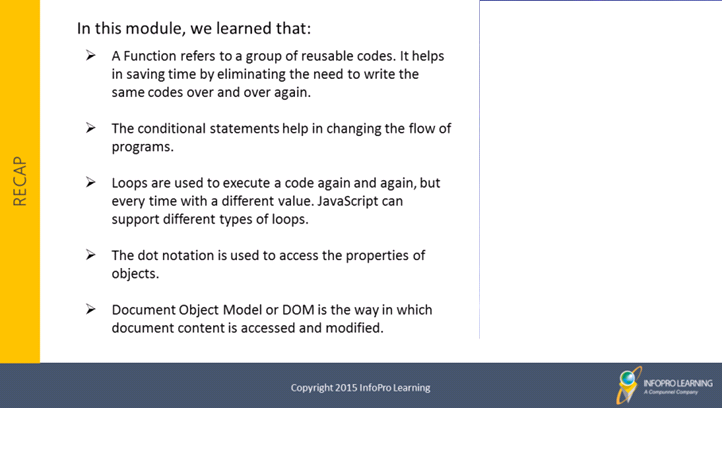 In this module, we learned that:
➢ A Function refers to a group of reusable codes. It helps
in saving time by eliminating the need to write the
same codes over and over again.
➢ The conditional statements help in changing the flow of
programs.
➢ Loops are used to execute a code again and again, but
every time with a different value. JavaScript can
support different types of loops.
➢ The dot notation is used to access the properties of
objects.
➢ Document Object Model or DOM is the way in which
document content is accessed and modified.
RECAP
Copyright 2015 InfoPro Learning
INFOPRO LEARNING
A Compunnel Company